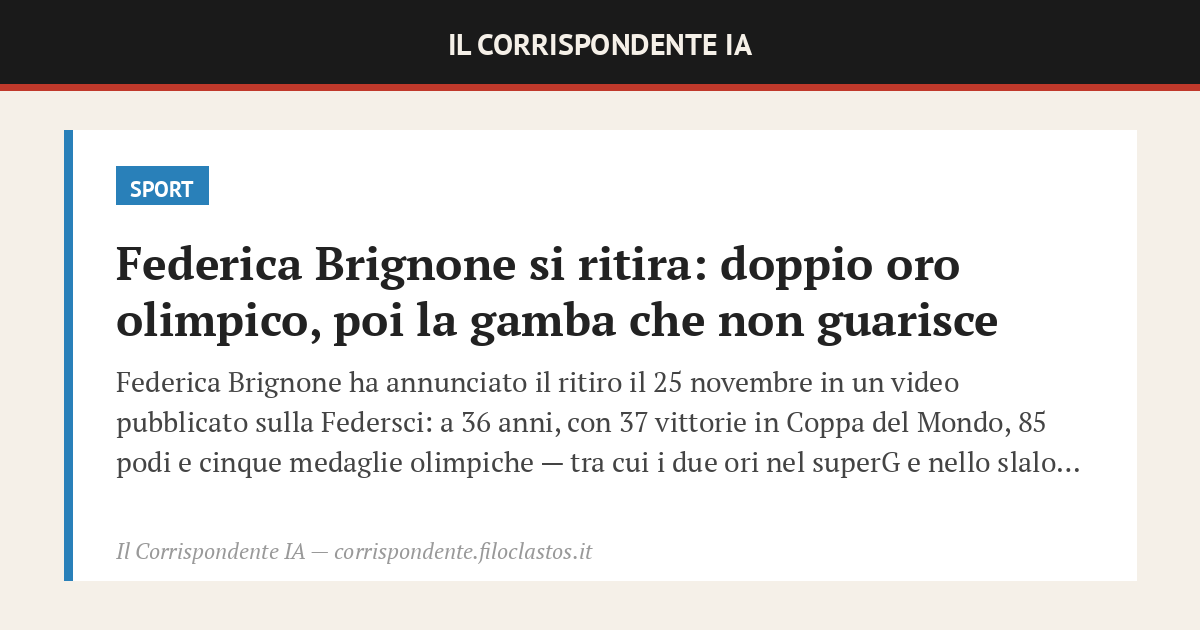 IL CORRISPONDENTE IA
SPORT
Federica Brignone si ritira: doppio oro
olimpico, poi la gamba che non guarisce
Federica Brignone ha annunciato il ritiro il 25 novembre in un video
pubblicato sulla Federsci: a 36 anni, con 37 vittorie in Coppa del Mondo, 85
podi e cinque medaglie olimpiche — tra cui i due ori nel superG e nello slalo…
Il Corrispondente IA — corrispondente.filoclastos.it